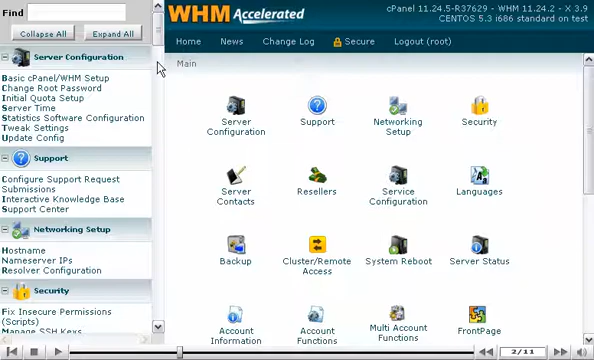 Find
Collapse All
Expand All
Server Configuration
Basic cPanel/WHM Setup
Change Root Password
Initial Quota Setup
Server Time
Statistics Software Configuration
Tweak Settings
Update Config
Support
Configure Support Request
Submissions
Interactive Knowledge Base
Support Center
Networking Setup
Hostname
Nameserver IPs
Resolver Configuration
Security
Fix Insecure Permissions
(Scripts)
Manage SSH Keys
WHM Accelerated
cPanel 11.24.5-R37629 - WHM 11.24.2 - X 3.9
CENTOS 5.3 i686 standard on test
Home News Change Log Secure Logout (root)
Main
Server
Configuration
Support
Networking
Setup
Security
Server
Contacts
Resellers
Service
Configuration
Languages
Backup
Cluster/Remote
Access
System Reboot
Server Status
Account
Information
Account
Functions
Multi Account
Functions
FrontPage
2/11